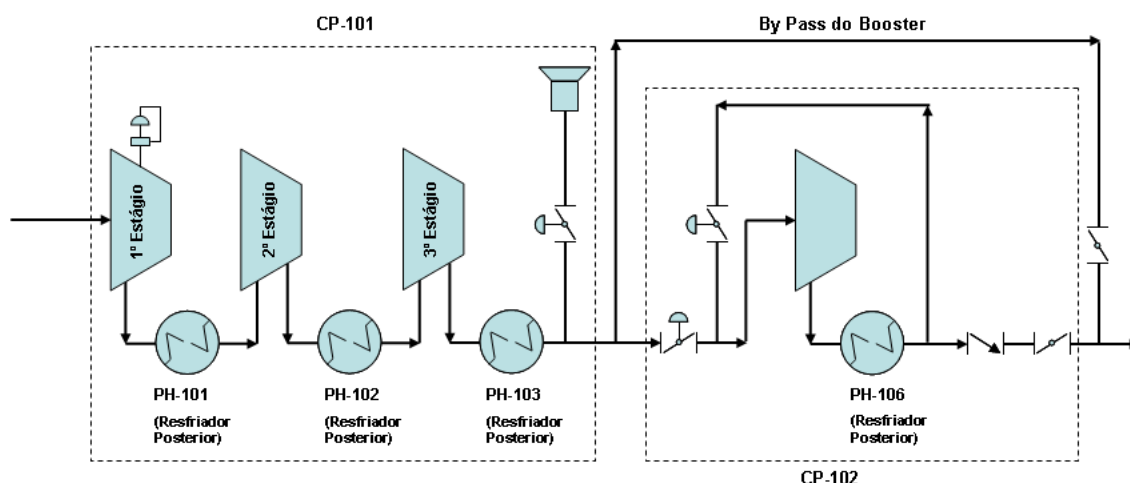 CP-101
By Pass do Booster
1º Estágio
2º Estágio
3º Estágio
PH-101
(Resfriador
Posterior)
PH-102
(Resfriador
Posterior)
PH-103
(Resfriador
Posterior)
PH-106
(Resfriador
Posterior)
CP-102